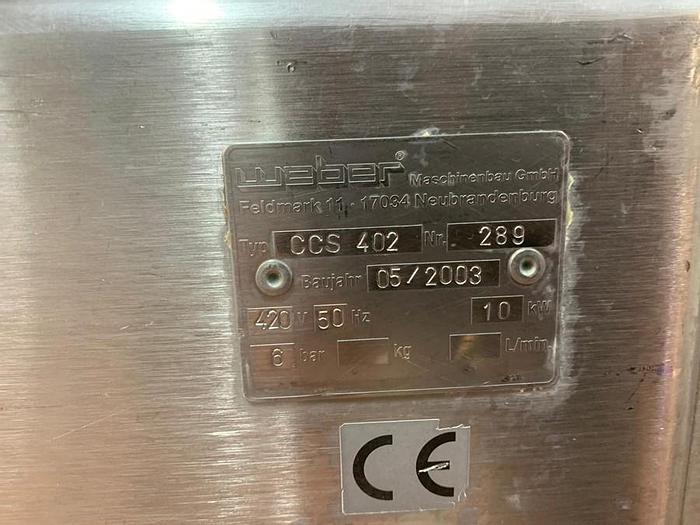 weber® Maschinenbau GmbH
Feldmark 11 · 17034 Neubrandenburg
Typ CCS 402 Nr. 289
Baujahr 05/2003
420 V 50 Hz 10 kW
6 bar kg L/min.
CE